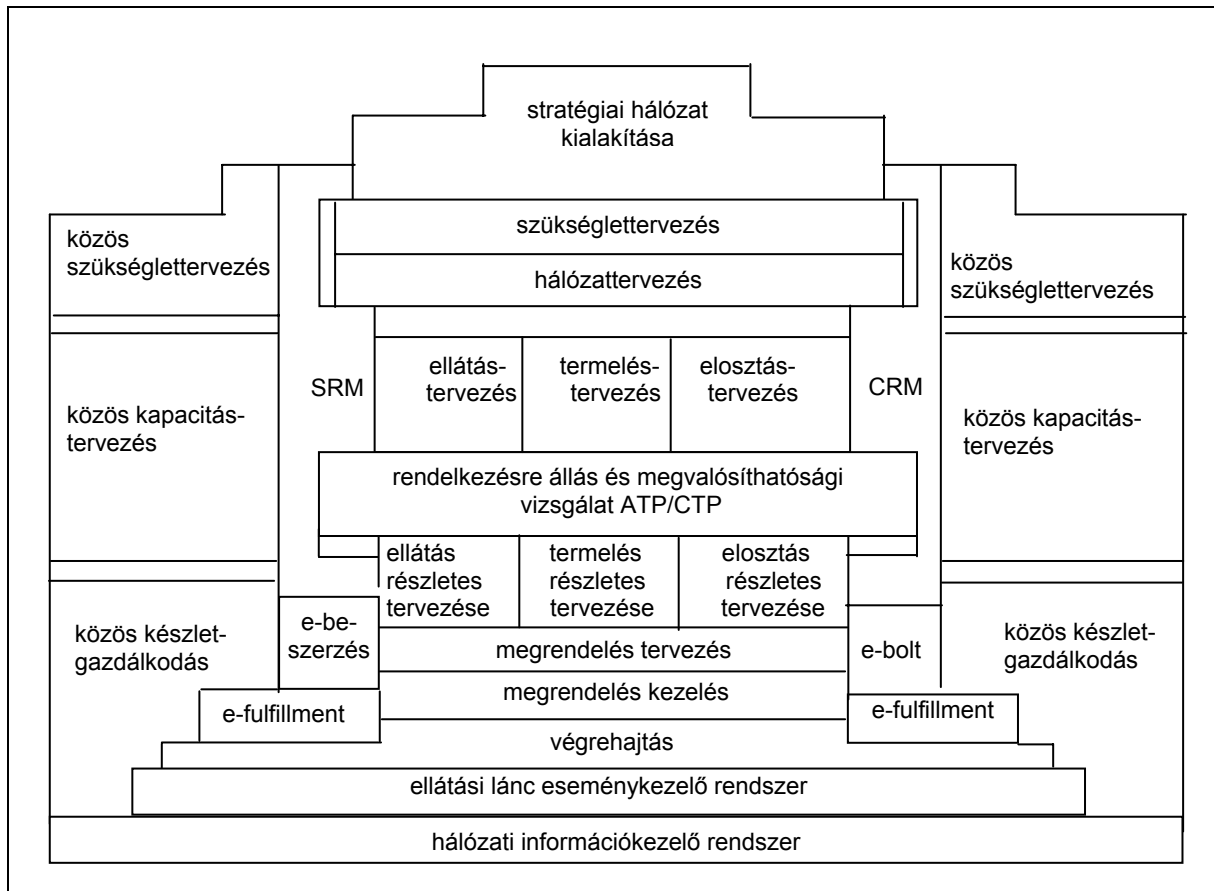 stratégiai hálózat
kialakítása
szükséglettervezés
hálózattervezés
közös
szükséglettervezés
közös
szükséglettervezés
SRM
ellátás-
tervezés
termelés-
tervezés
elosztás-
tervezés
CRM
közös kapacitás-
tervezés
közös kapacitás-
tervezés
rendelkezésre állás és megvalósíthatósági
vizsgálat ATP/CTP
ellátás
részletes
tervezése
termelés
részletes
tervezése
elosztás
részletes
tervezése
közös készlet-
gazdálkodás
e-be-
szerzés
megrendelés tervezés
e-bolt
közös készlet-
gazdálkodás
megrendelés kezelés
e-fulfillment
e-fulfillment
végrehajtás
ellátási lánc eseménykezelő rendszer
hálózati információkezelő rendszer